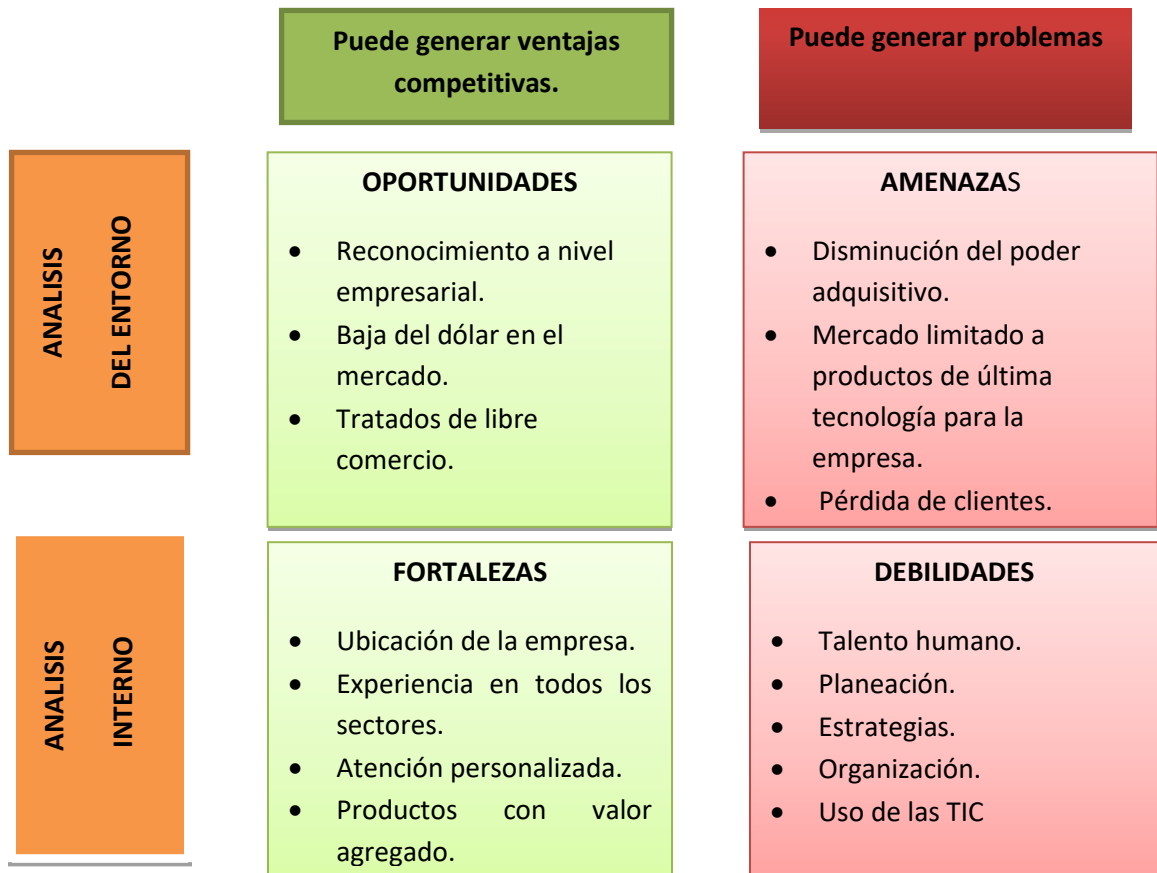 Puede generar ventajas
competitivas.
Puede generar problemas
ANALISIS
DEL ENTORNO
OPORTUNIDADES
• Reconocimiento a nivel
empresarial.
• Baja del dólar en el
mercado.
• Tratados de libre
comercio.
AMENAZAS
• Disminución del poder
adquisitivo.
• Mercado limitado a
productos de última
tecnología para la
empresa.
• Pérdida de clientes.
ANALISIS
INTERNO
FORTALEZAS
• Ubicación de la empresa.
• Experiencia en todos los
sectores.
• Atención personalizada.
• Productos con valor
agregado.
DEBILIDADES
• Talento humano.
• Planeación.
• Estrategias.
• Organización.
• Uso de las TIC